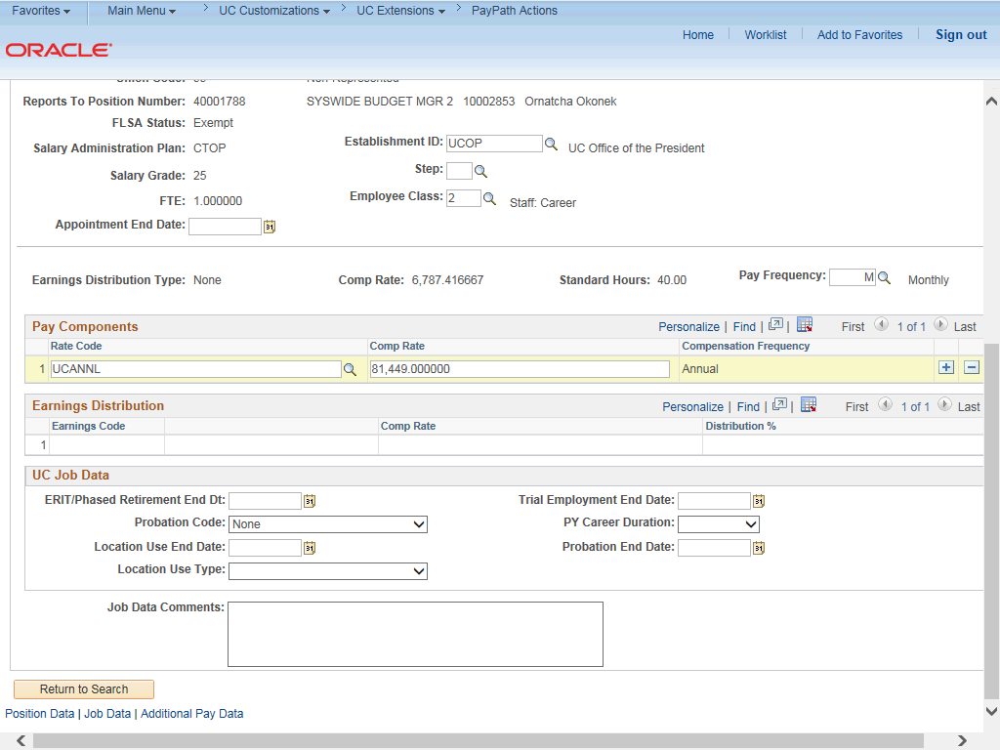 Favorites Main Menu > UC Customizations > UC Extensions > PayPath Actions
Home Worklist Add to Favorites Sign out
ORACLE
Reports To Position Number: 40001788 SYSWIDE BUDGET MGR 2 10002853 Ornatcha Okonek
FLSA Status: Exempt
Salary Administration Plan: CTOP Establishment ID: UCOP UC Office of the President
Salary Grade: 25 Step:
FTE: 1.000000 Employee Class: 2 Staff: Career
Appointment End Date: 31
Earnings Distribution Type: None Comp Rate: 6,787.416667 Standard Hours: 40.00 Pay Frequency: M Monthly
Pay Components Personalize | Find | | First 1 of 1 Last
Rate Code Comp Rate Compensation Frequency
1 UCANNL 81,449.000000 Annual + −
Earnings Distribution Personalize | Find | | First 1 of 1 Last
Earnings Code Comp Rate Distribution %
1
UC Job Data
ERIT/Phased Retirement End Dt: 31 Trial Employment End Date: 31
Probation Code: None PY Career Duration:
Location Use End Date: 31 Probation End Date: 31
Location Use Type:
Job Data Comments:
Return to Search
Position Data | Job Data | Additional Pay Data